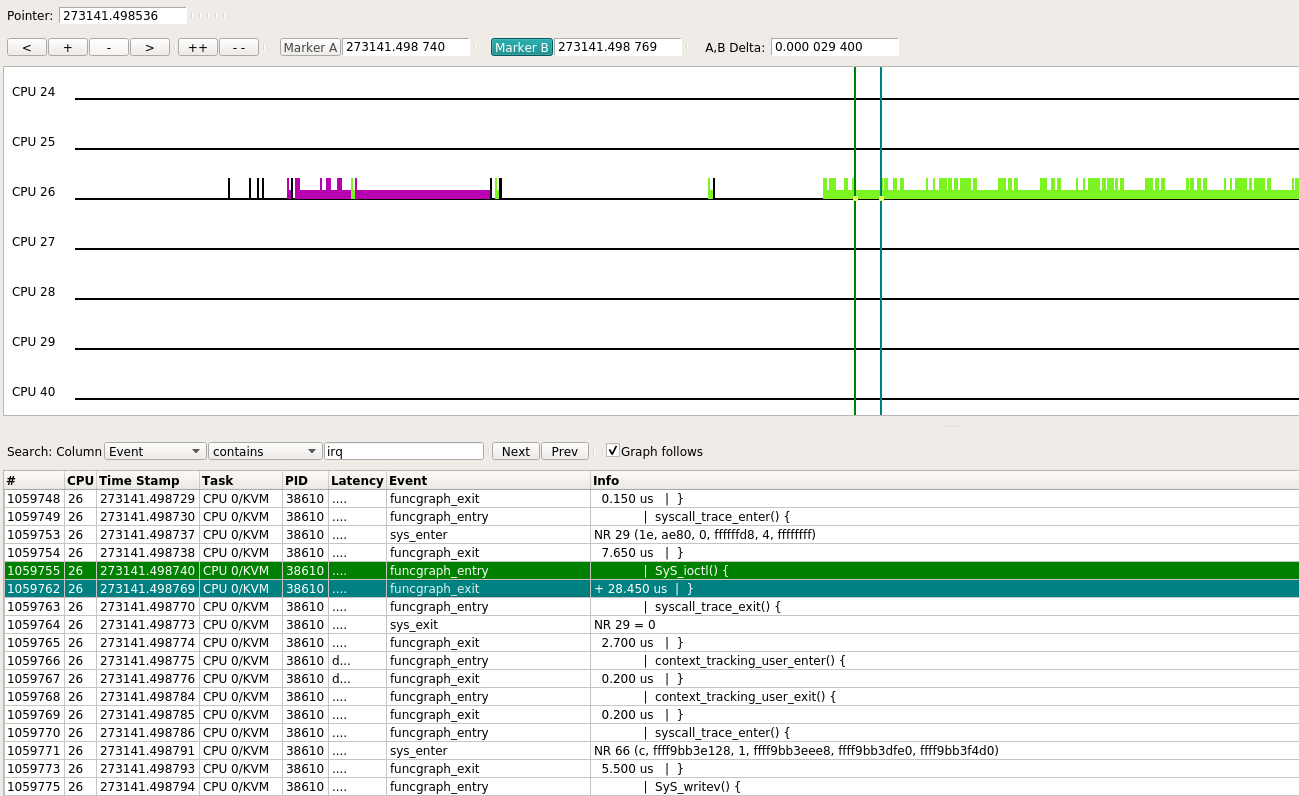 Pointer: 273141.498536
< + - > ++ - - Marker A 273141.498 740 Marker B 273141.498 769 A,B Delta: 0.000 029 400
CPU 24
CPU 25
CPU 26
CPU 27
CPU 28
CPU 29
CPU 40
Search: Column Event contains irq Next Prev Graph follows
# CPU Time Stamp Task PID Latency Event Info
1059748 26 273141.498729 CPU 0/KVM 38610 .... funcgraph_exit 0.150 us | }
1059749 26 273141.498730 CPU 0/KVM 38610 .... funcgraph_entry | syscall_trace_enter() {
1059753 26 273141.498737 CPU 0/KVM 38610 .... sys_enter NR 29 (1e, ae80, 0, ffffffd8, 4, ffffffff)
1059754 26 273141.498738 CPU 0/KVM 38610 .... funcgraph_exit 7.650 us | }
1059755 26 273141.498740 CPU 0/KVM 38610 .... funcgraph_entry | SyS_ioctl() {
1059762 26 273141.498769 CPU 0/KVM 38610 .... funcgraph_exit + 28.450 us | }
1059763 26 273141.498770 CPU 0/KVM 38610 .... funcgraph_entry | syscall_trace_exit() {
1059764 26 273141.498773 CPU 0/KVM 38610 .... sys_exit NR 29 = 0
1059765 26 273141.498774 CPU 0/KVM 38610 .... funcgraph_exit 2.700 us | }
1059766 26 273141.498775 CPU 0/KVM 38610 d... funcgraph_entry | context_tracking_user_enter() {
1059767 26 273141.498776 CPU 0/KVM 38610 d... funcgraph_exit 0.200 us | }
1059768 26 273141.498784 CPU 0/KVM 38610 .... funcgraph_entry | context_tracking_user_exit() {
1059769 26 273141.498785 CPU 0/KVM 38610 .... funcgraph_exit 0.200 us | }
1059770 26 273141.498786 CPU 0/KVM 38610 .... funcgraph_entry | syscall_trace_enter() {
1059771 26 273141.498791 CPU 0/KVM 38610 .... sys_enter NR 66 (c, ffff9bb3e128, 1, ffff9bb3eee8, ffff9bb3dfe0, ffff9bb3f4d0)
1059773 26 273141.498793 CPU 0/KVM 38610 .... funcgraph_exit 5.500 us | }
1059775 26 273141.498794 CPU 0/KVM 38610 .... funcgraph_entry | SyS_writev() {